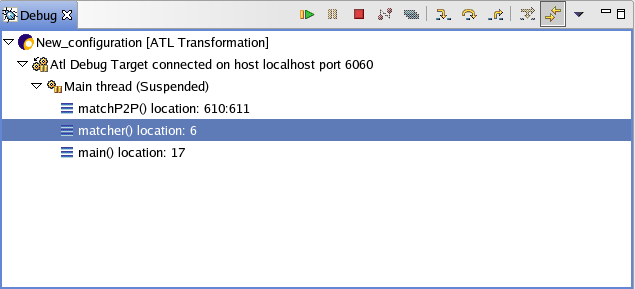 Debug
New_configuration [ATL Transformation]
Atl Debug Target connected on host localhost port 6060
Main thread (Suspended)
matchP2P() location: 610:611
matcher() location: 6
main() location: 17